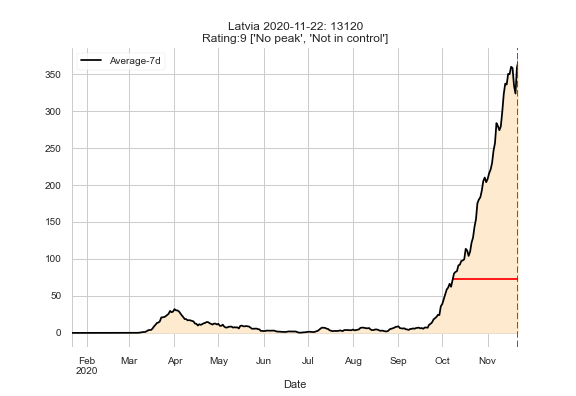 Latvia 2020-11-22: 13120
Rating:9 ['No peak', 'Not in control']
Average-7d
350
300
250
200
150
100
50
0
Feb Mar Apr May Jun Jul Aug Sep Oct Nov
2020
Date